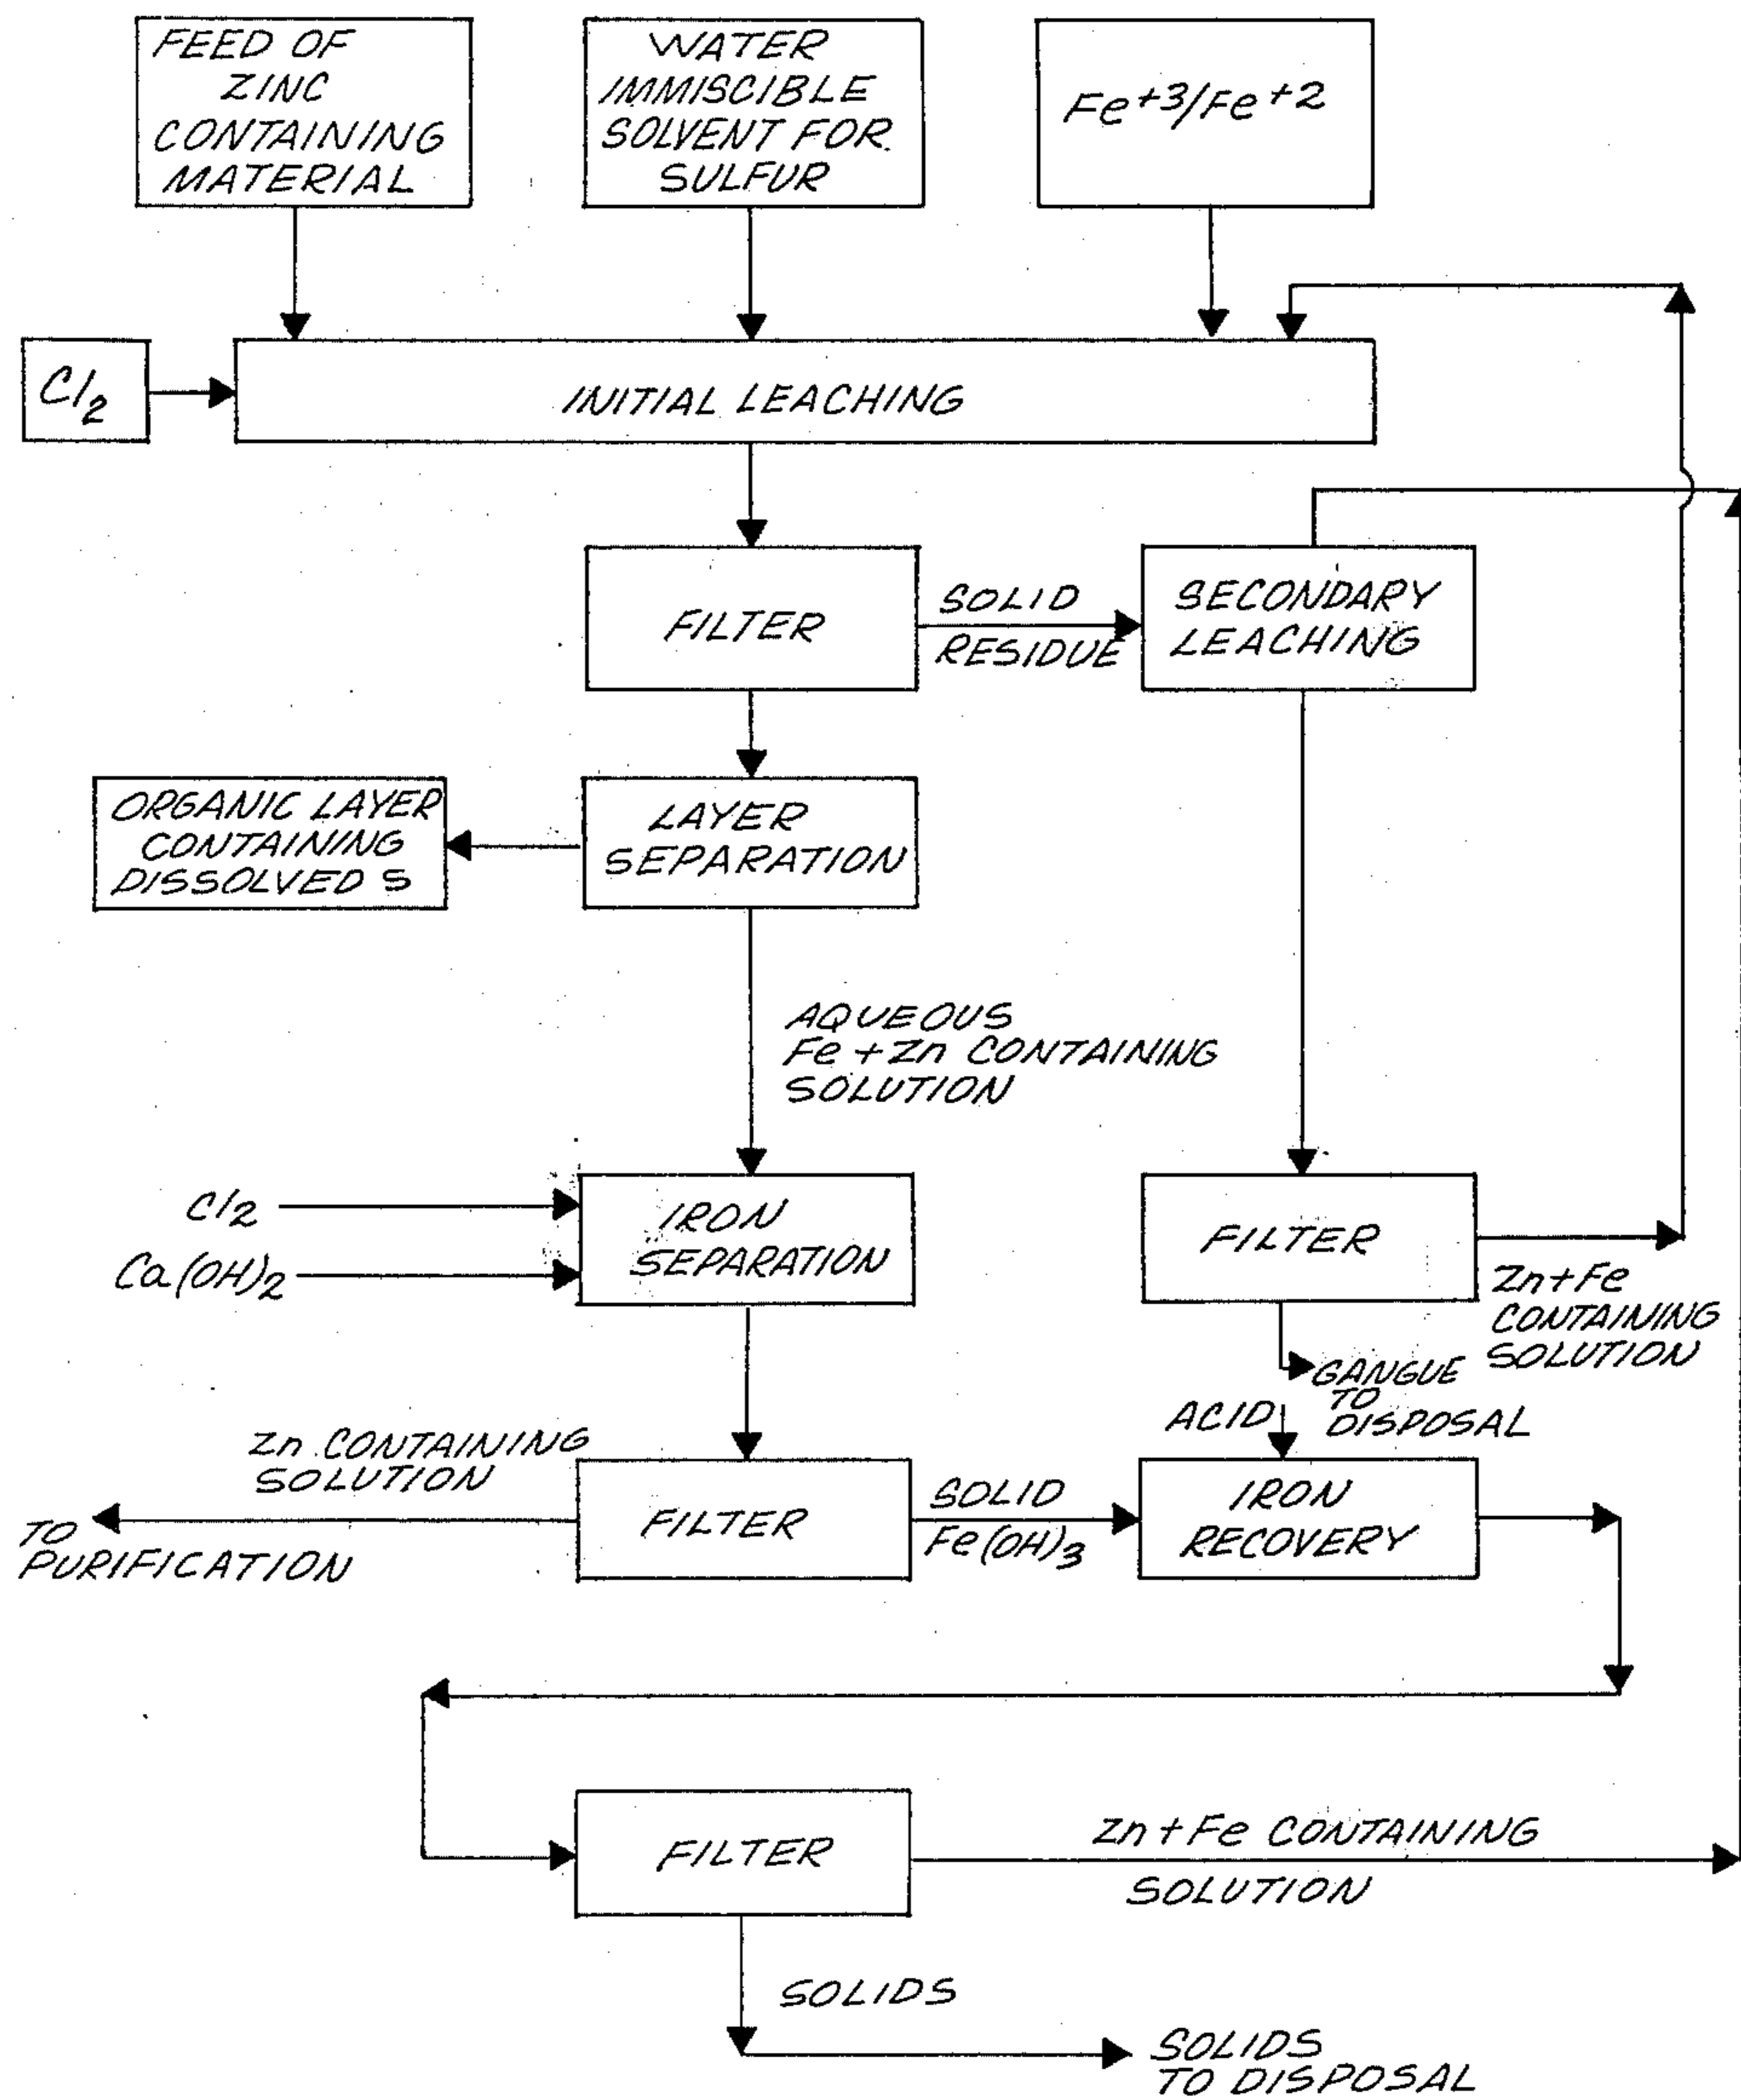 FEED OF
ZINC
CONTAINING
MATERIAL
WATER
IMMISCIBLE
SOLVENT FOR
SULFUR
Fe+3/Fe+2
Cl2
INITIAL LEACHING
FILTER
SOLID
RESIDUE
SECONDARY
LEACHING
ORGANIC LAYER
CONTAINING
DISSOLVED S
LAYER
SEPARATION
AQUEOUS
Fe + Zn CONTAINING
SOLUTION
Cl2
Ca(OH)2
IRON
SEPARATION
FILTER
Zn+Fe
CONTAINING
SOLUTION
GANGUE
TO
DISPOSAL
ACID
Zn CONTAINING
SOLUTION
TO
PURIFICATION
FILTER
SOLID
Fe(OH)3
IRON
RECOVERY
FILTER
Zn + Fe CONTAINING
SOLUTION
SOLIDS
SOLIDS
TO DISPOSAL